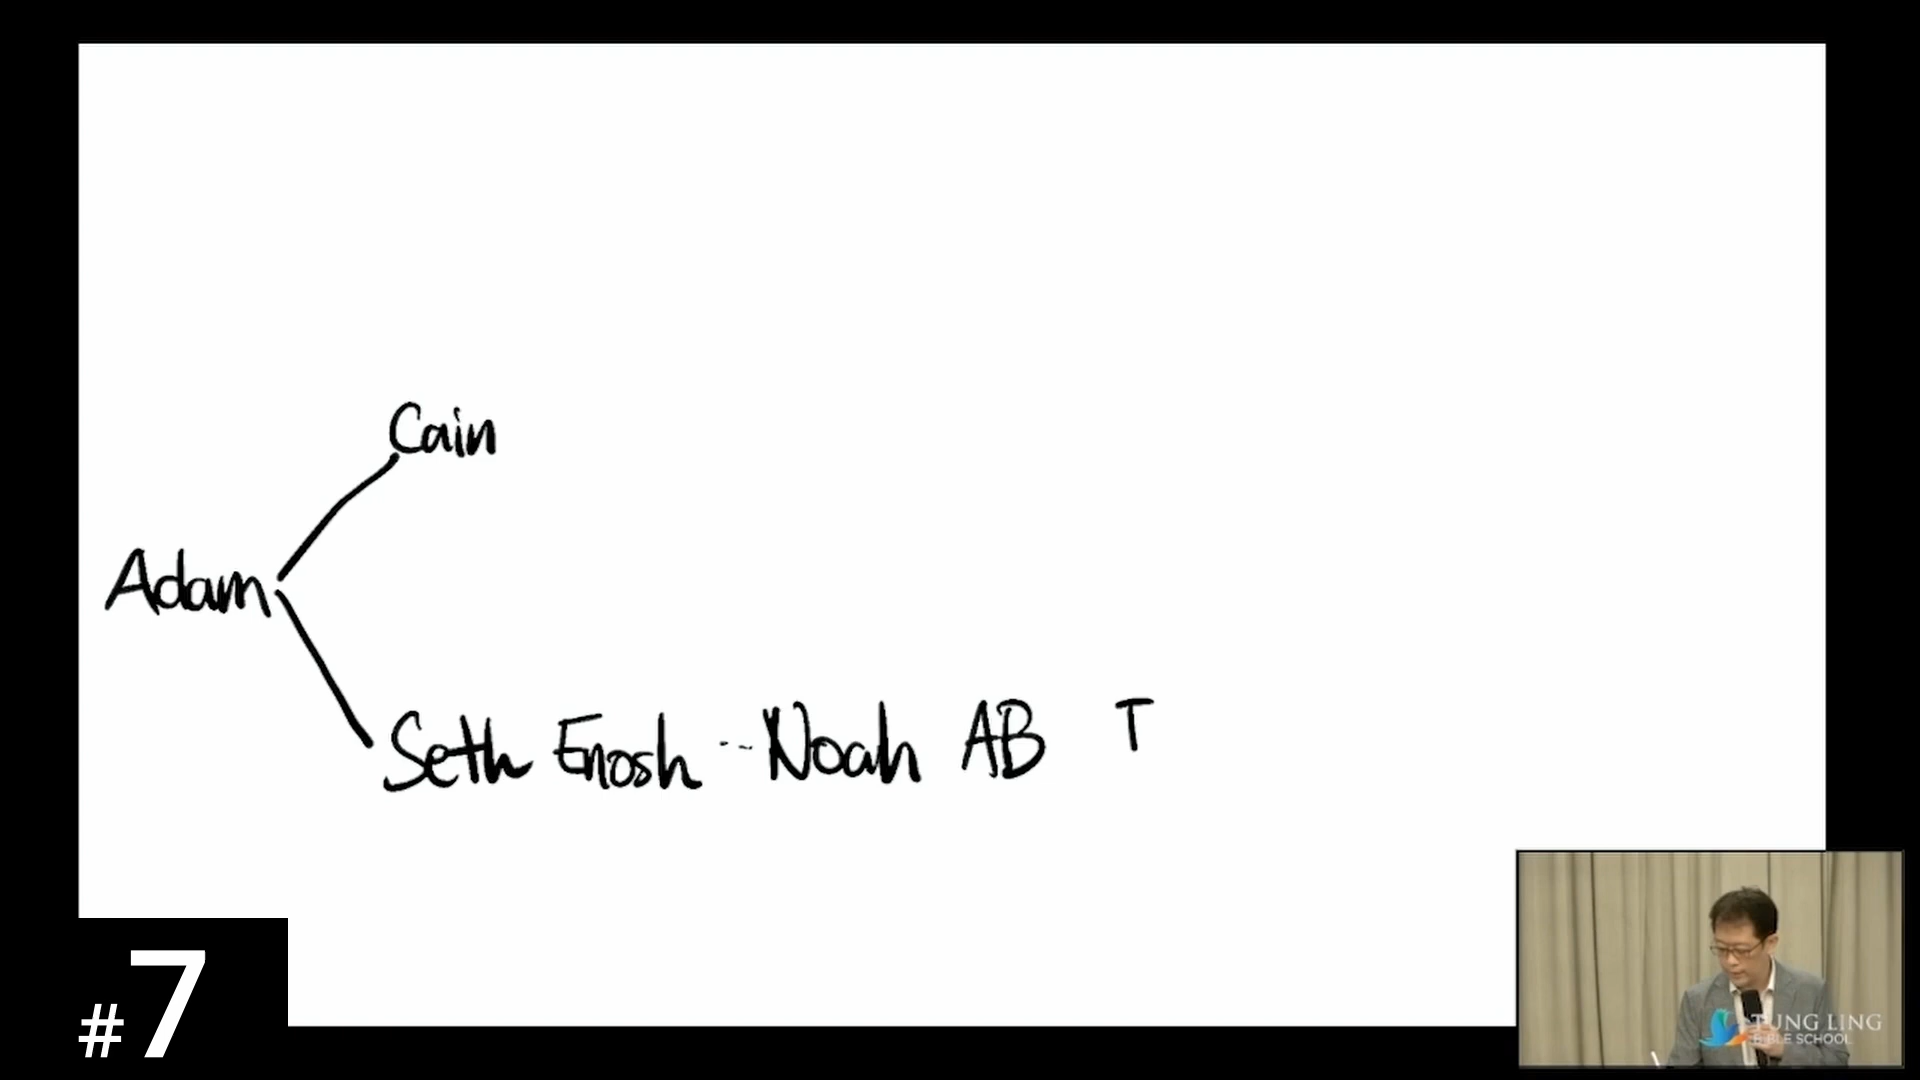 Cain
Adam
Seth Enosh -- Noah AB T
#7
TUNG LING
BIBLE SCHOOL